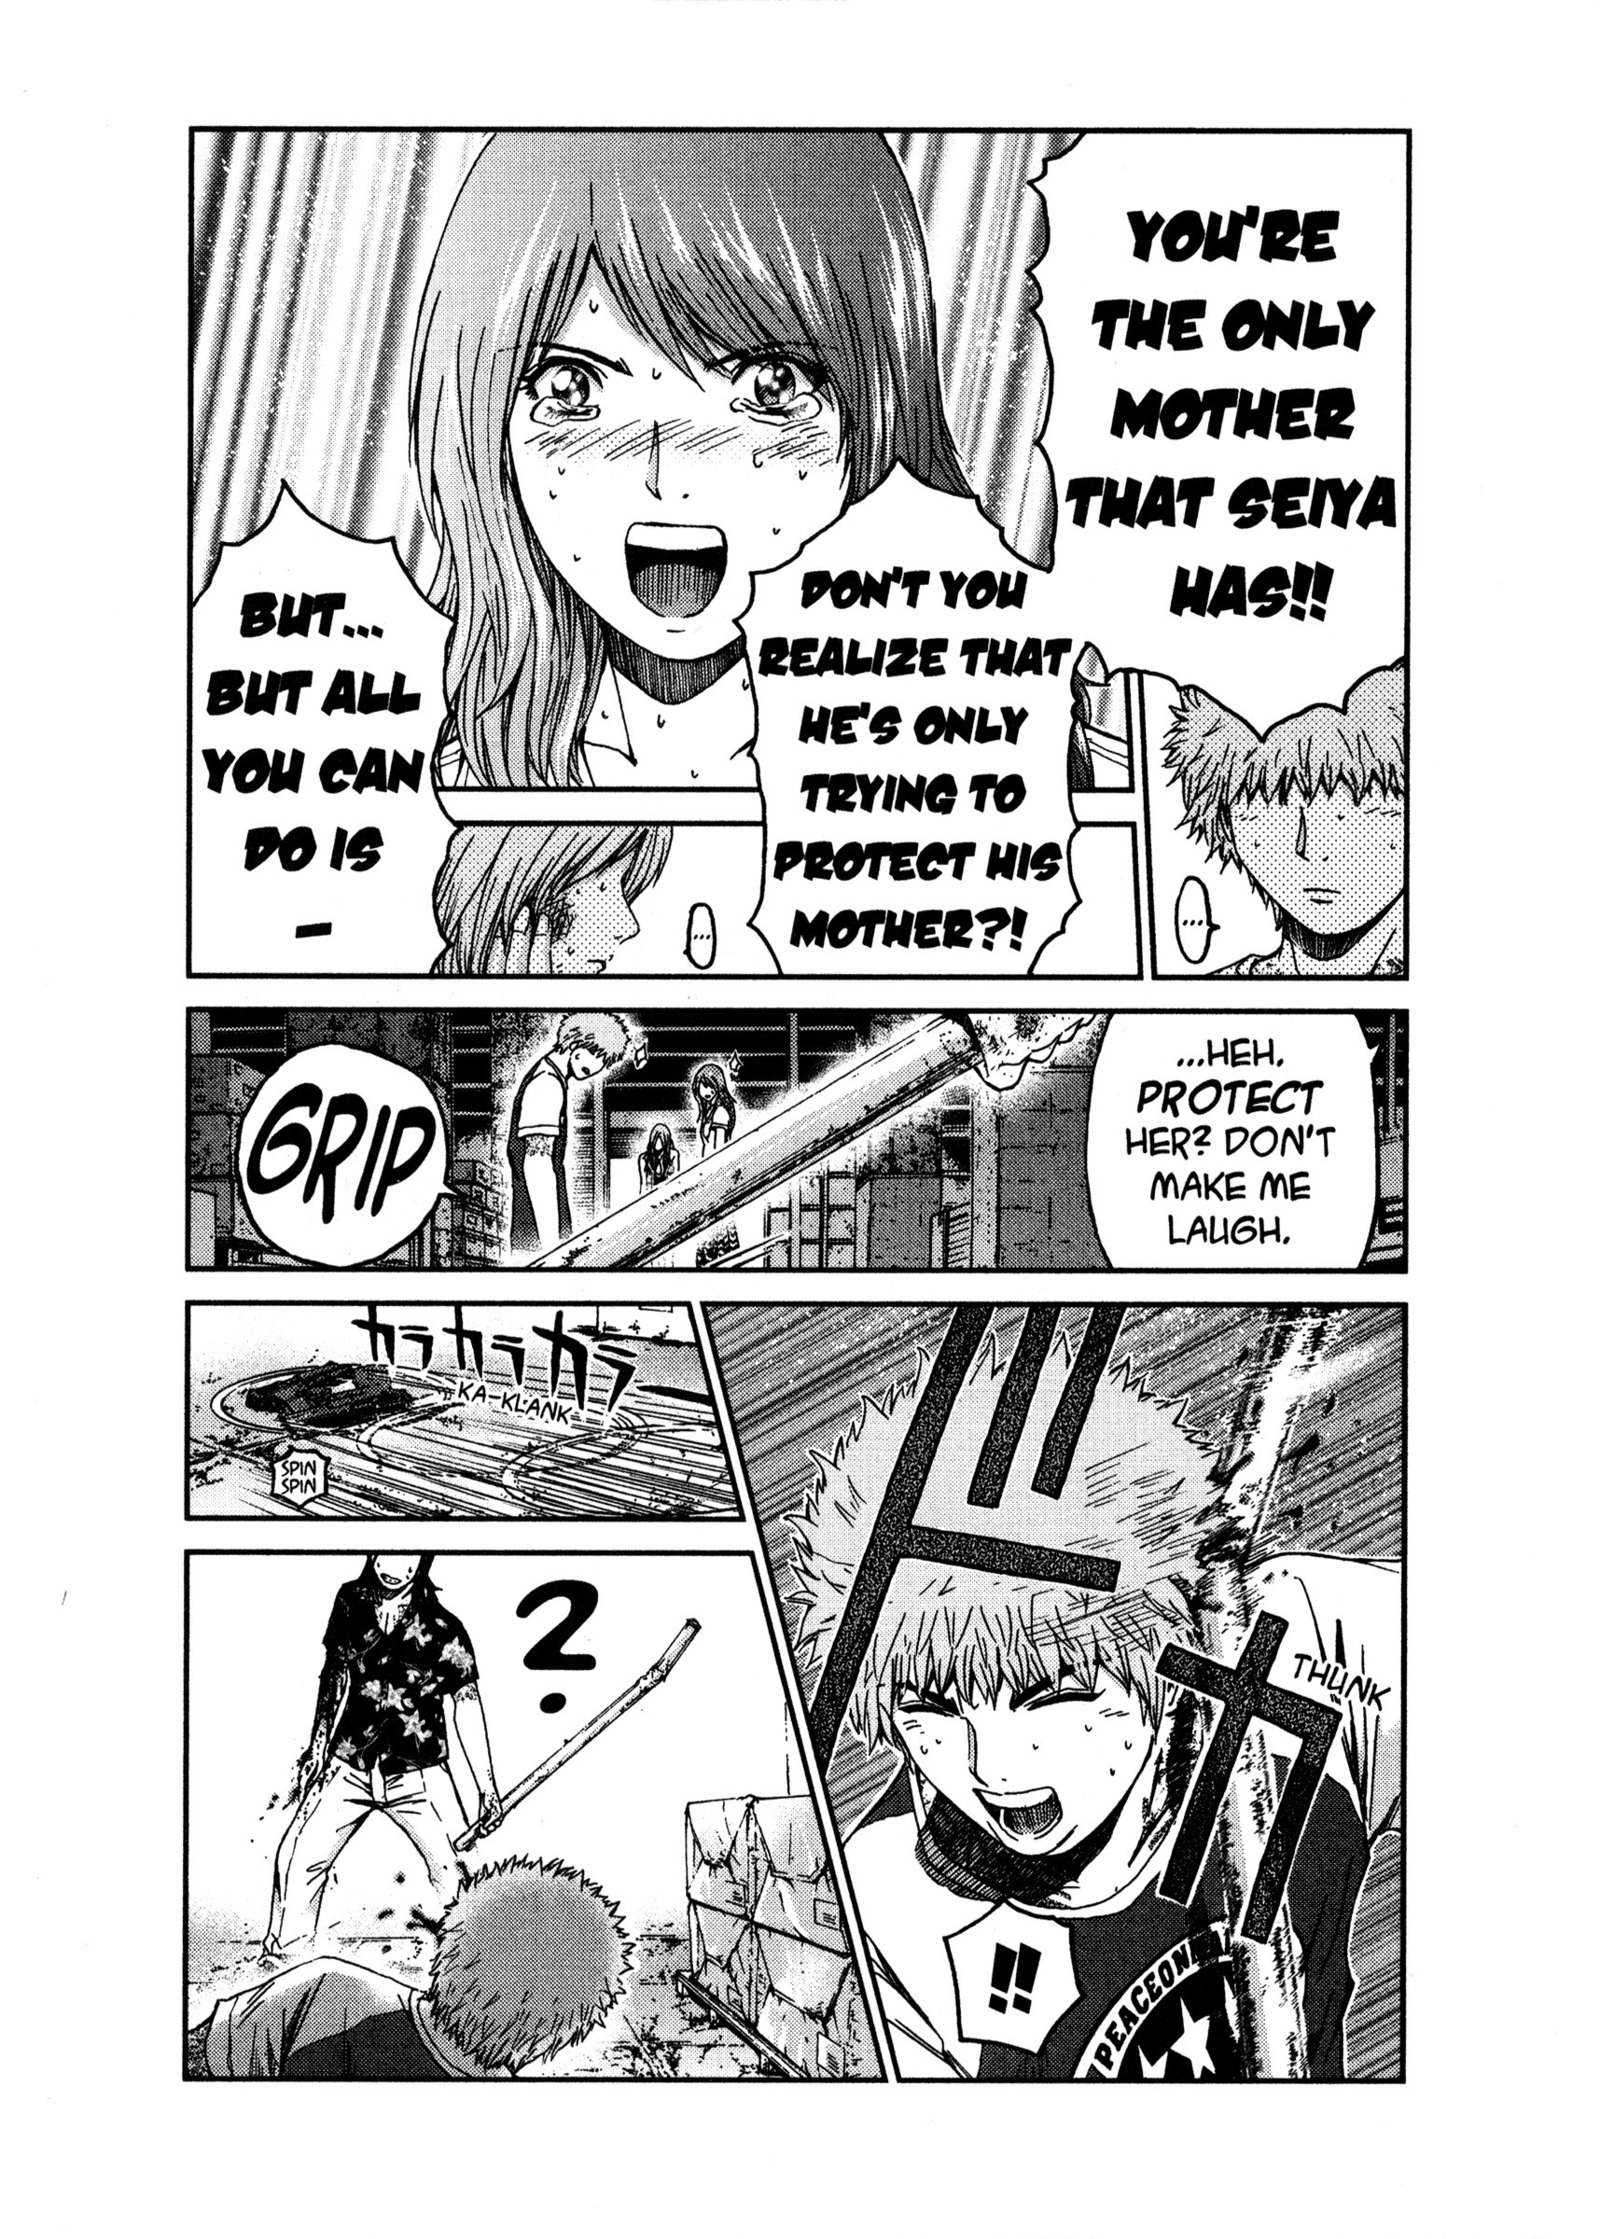 YOU'RE
THE ONLY
MOTHER
THAT SEIYA
HAS!!
DON'T YOU
REALIZE THAT
HE'S ONLY
TRYING TO
PROTECT HIS
MOTHER?!
BUT...
BUT ALL
YOU CAN
DO IS
—
....
....
...HEH.
PROTECT
HER? DON'T
MAKE ME
LAUGH.
GRIP
ドガッ
THUNK
!!
PEACEON
カラカラカラ
KA-KLANK
SPIN
SPIN
?